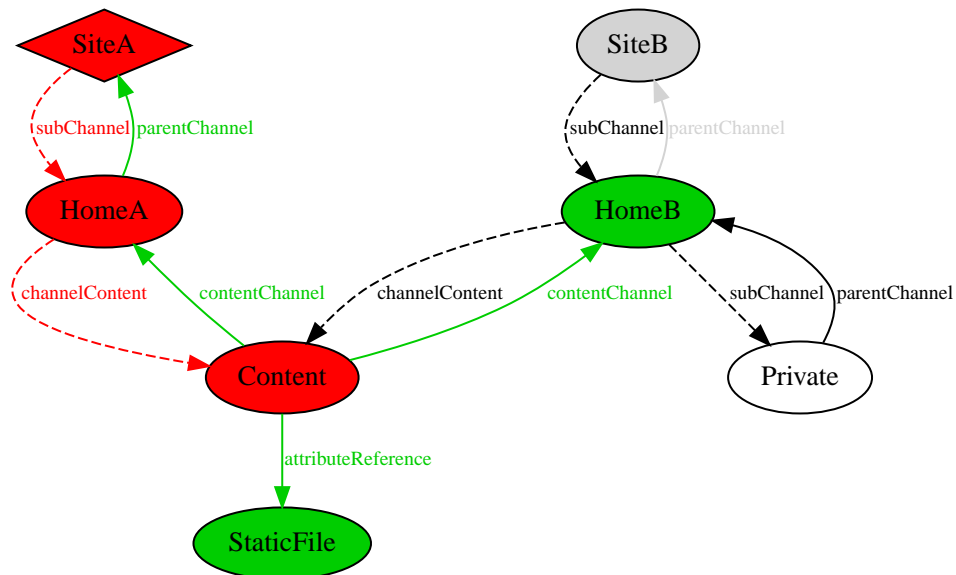 SiteA
SiteB
subChannel
parentChannel
subChannel
parentChannel
HomeA
HomeB
channelContent
contentChannel
channelContent
contentChannel
subChannel
parentChannel
Content
Private
attributeReference
StaticFile